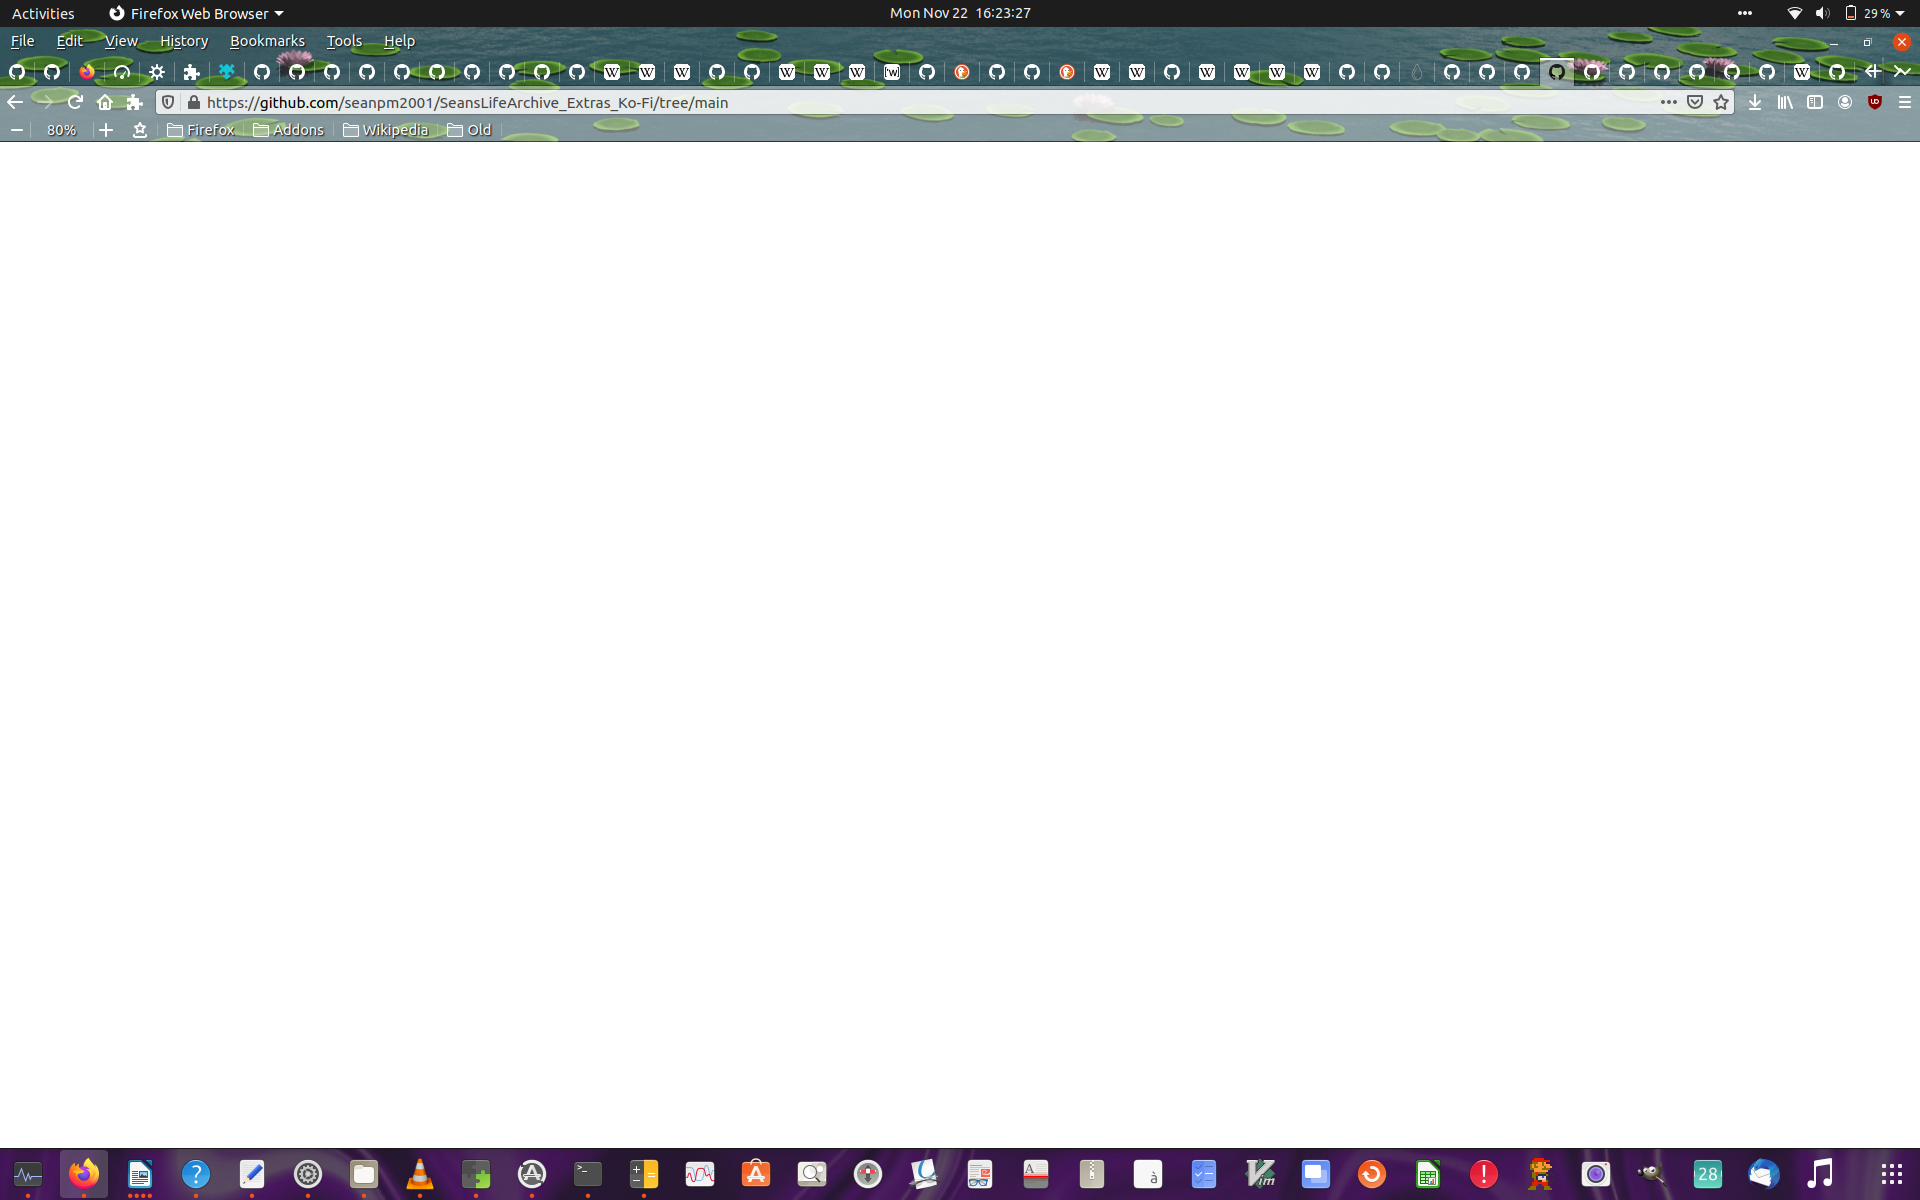 Activities Firefox Web Browser Mon Nov 22 16:23:27 29 %
File Edit View History Bookmarks Tools Help
https://github.com/seanpm2001/SeansLifeArchive_Extras_Ko-Fi/tree/main
80% Firefox Addons Wikipedia Old
28